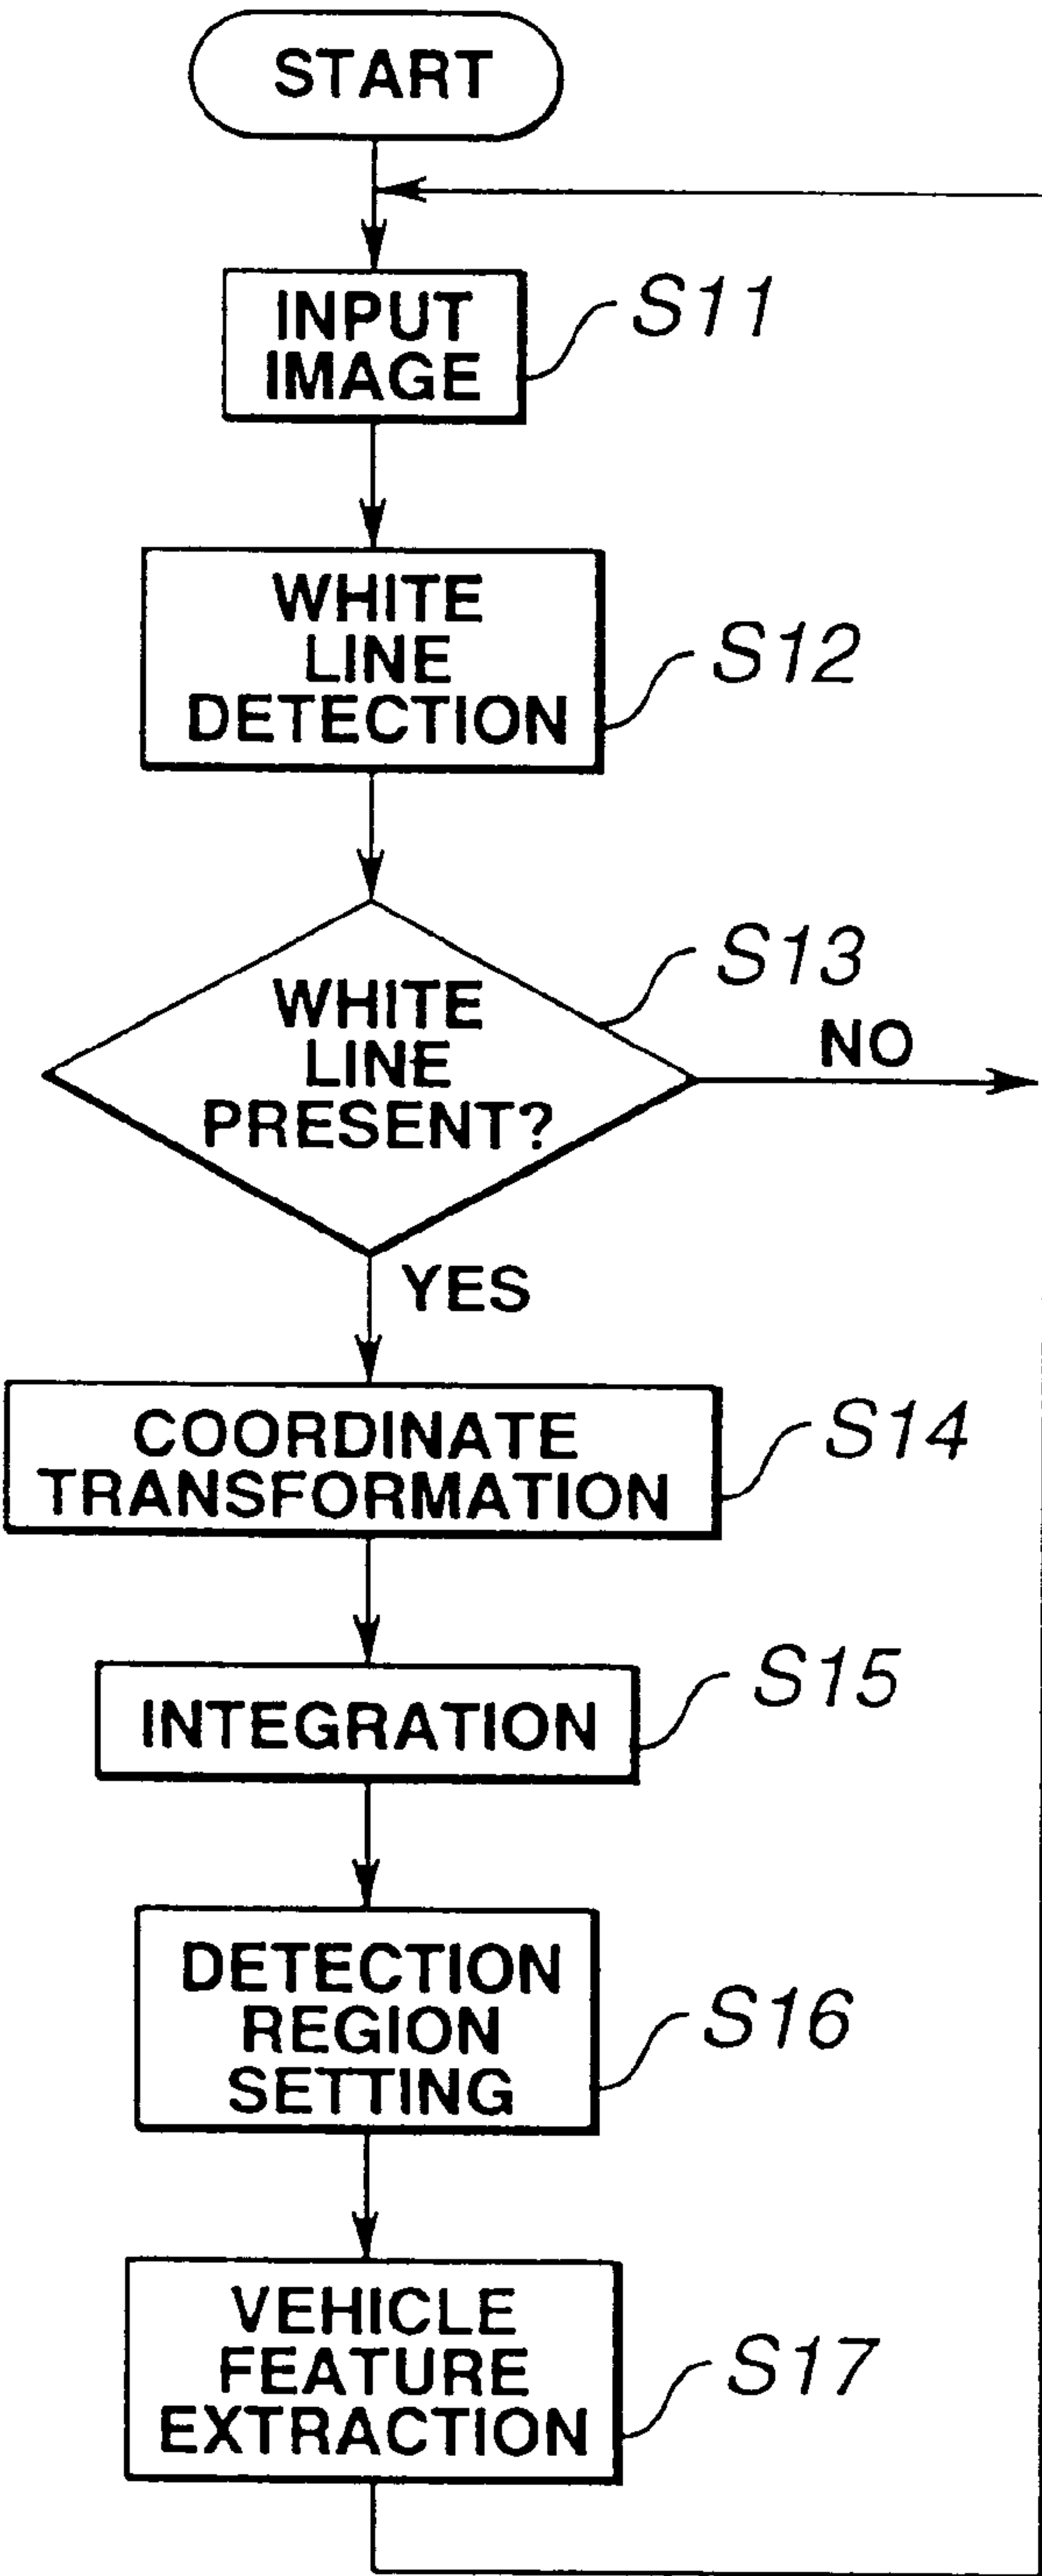 START
INPUT
IMAGE
S11
WHITE
LINE
DETECTION
S12
WHITE
LINE
PRESENT?
S13
NO
YES
COORDINATE
TRANSFORMATION
S14
INTEGRATION
S15
DETECTION
REGION
SETTING
S16
VEHICLE
FEATURE
EXTRACTION
S17